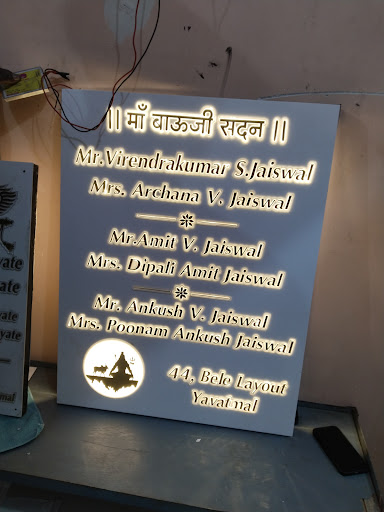 || माँ वाऊजी सदन ||
Mr.Virendrakumar S.Jaiswal
Mrs. Archana V. Jaiswal
Mr.Amit V. Jaiswal
Mrs. Dipali Amit Jaiswal
Mr. Ankush V. Jaiswal
Mrs. Poonam Ankush Jaiswal
44, Bele Layout
Yavatmal